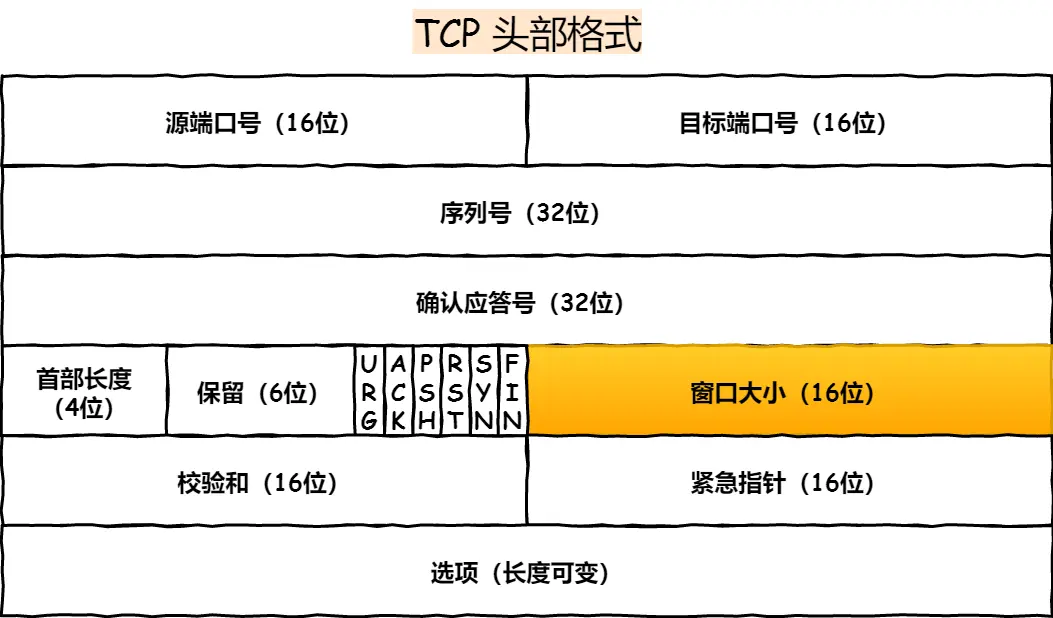 TCP 头部格式
源端口号（16位）
目标端口号（16位）
序列号（32位）
确认应答号（32位）
首部长度
（4位）
保留（6位）
URG
ACK
PSH
RST
SYN
FIN
窗口大小（16位）
校验和（16位）
紧急指针（16位）
选项（长度可变）